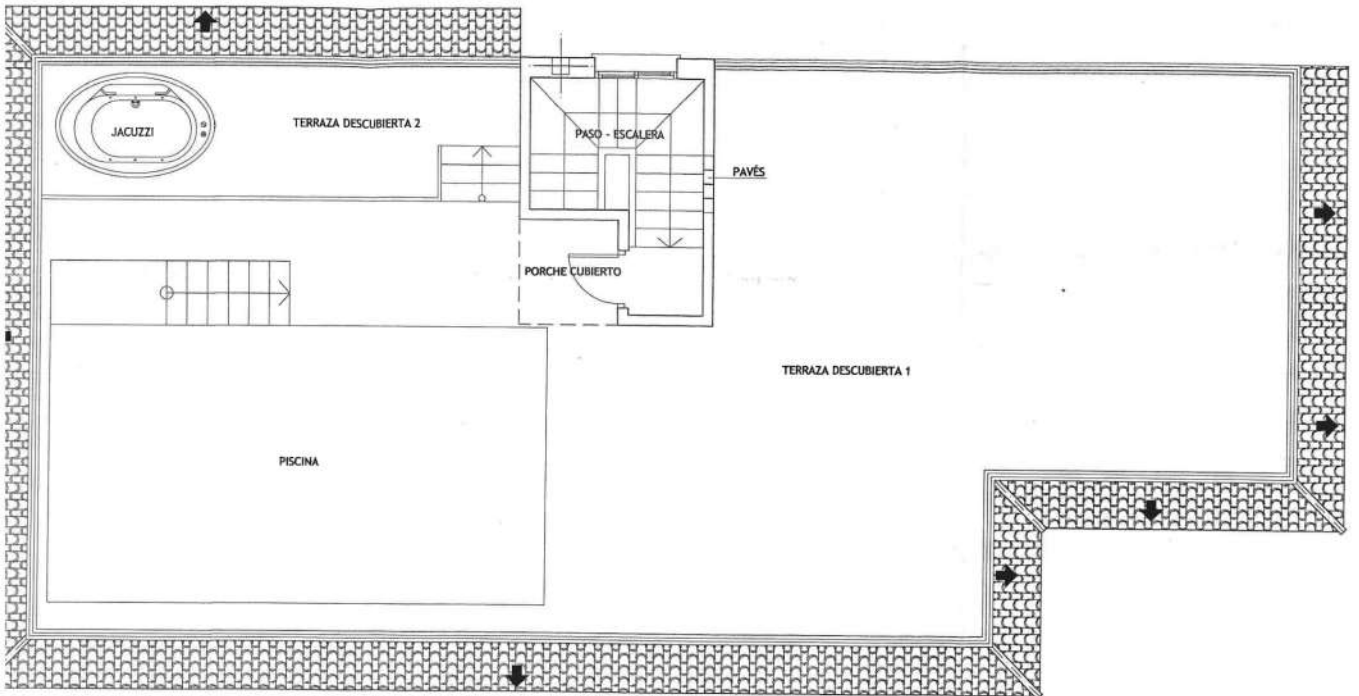 JACUZZI
TERRAZA DESCUBIERTA 2
PASO - ESCALERA
PAVÉS
PORCHE CUBIERTO
TERRAZA DESCUBIERTA 1
PISCINA